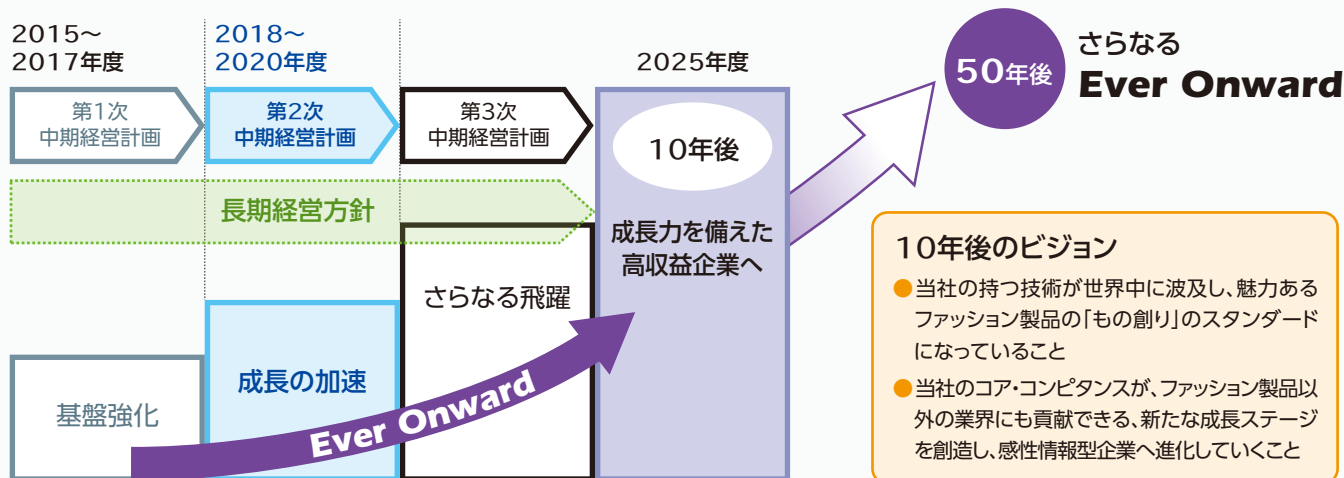 2015～
2017年度
2018～
2020年度
2025年度
第1次
中期経営計画
第2次
中期経営計画
第3次
中期経営計画
長期経営方針
基盤強化
成長の加速
さらなる飛躍
Ever Onward
10年後
成長力を備えた
高収益企業へ
50年後
さらなる
Ever Onward
10年後のビジョン
●当社の持つ技術が世界中に波及し、魅力ある
ファッション製品の「もの創り」のスタンダード
になっていること
●当社のコア・コンピタンスが、ファッション製品以
外の業界にも貢献できる、新たな成長ステージ
を創造し、感性情報型企業へ進化していくこと